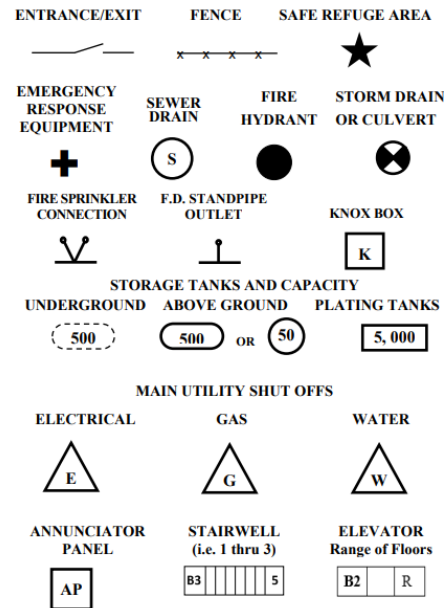 ENTRANCE/EXIT FENCE SAFE REFUGE AREA
x x x x
EMERGENCY RESPONSE EQUIPMENT
SEWER DRAIN
FIRE HYDRANT
STORM DRAIN OR CULVERT
S
FIRE SPRINKLER CONNECTION
F.D. STANDPIPE OUTLET
KNOX BOX
K
STORAGE TANKS AND CAPACITY
UNDERGROUND ABOVE GROUND PLATING TANKS
500 500 OR 50 5, 000
MAIN UTILITY SHUT OFFS
ELECTRICAL GAS WATER
E G W
ANNUNCIATOR PANEL
STAIRWELL
(i.e. 1 thru 3)
ELEVATOR
Range of Floors
AP B3 5 B2 R